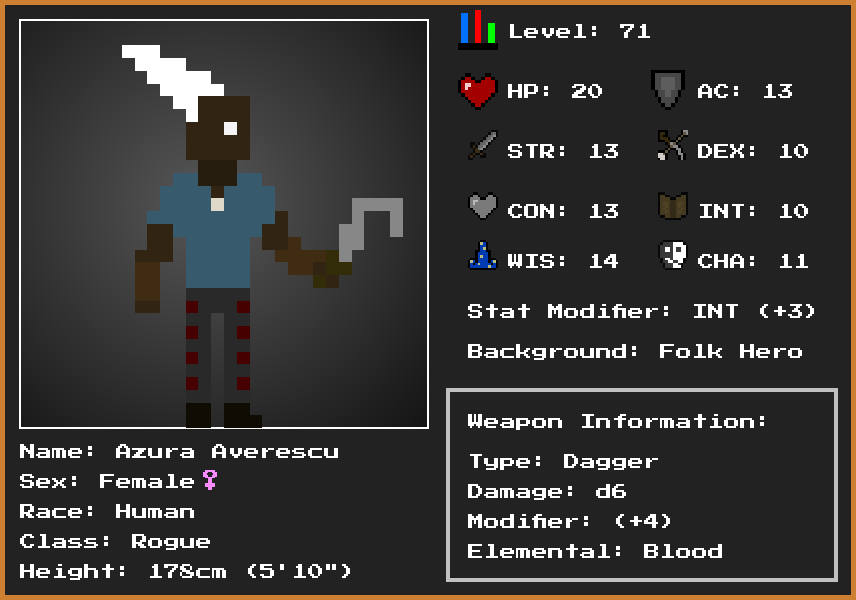 Level: 71
HP: 20 AC: 13
STR: 13 DEX: 10
CON: 13 INT: 10
WIS: 14 CHA: 11
Stat Modifier: INT (+3)
Background: Folk Hero
Weapon Information:
Type: Dagger
Damage: d6
Modifier: (+4)
Elemental: Blood
Name: Azura Averescu
Sex: Female♀
Race: Human
Class: Rogue
Height: 178cm (5'10")